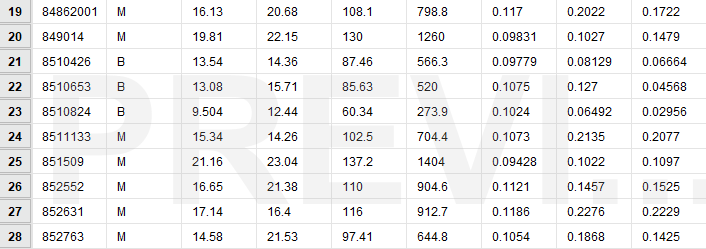 19 84862001 M 16.13 20.68 108.1 798.8 0.117 0.2022 0.1722
20 849014 M 19.81 22.15 130 1260 0.09831 0.1027 0.1479
21 8510426 B 13.54 14.36 87.46 566.3 0.09779 0.08129 0.06664
22 8510653 B 13.08 15.71 85.63 520 0.1075 0.127 0.04568
23 8510824 B 9.504 12.44 60.34 273.9 0.1024 0.06492 0.02956
24 8511133 M 15.34 14.26 102.5 704.4 0.1073 0.2135 0.2077
25 851509 M 21.16 23.04 137.2 1404 0.09428 0.1022 0.1097
26 852552 M 16.65 21.38 110 904.6 0.1121 0.1457 0.1525
27 852631 M 17.14 16.4 116 912.7 0.1186 0.2276 0.2229
28 852763 M 14.58 21.53 97.41 644.8 0.1054 0.1868 0.1425
PREVI...